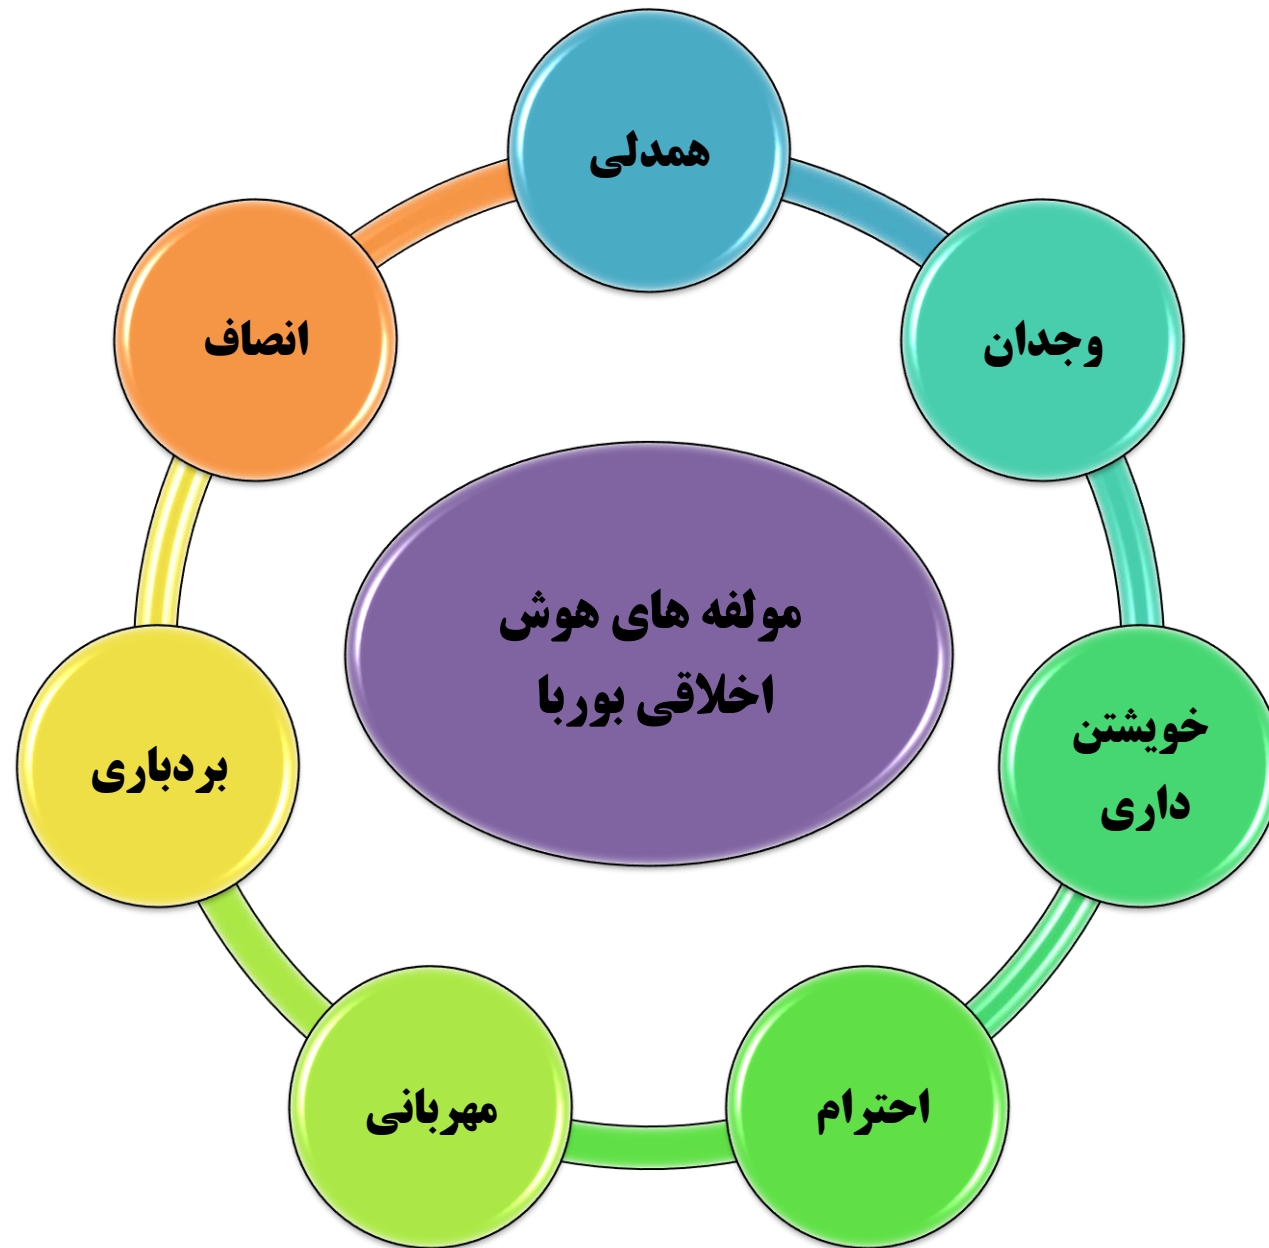 همدلی
وجدان
خویشتن
داری
احترام
مهربانی
بردباری
انصاف
مولفه های هوش
اخلاقی بوربا